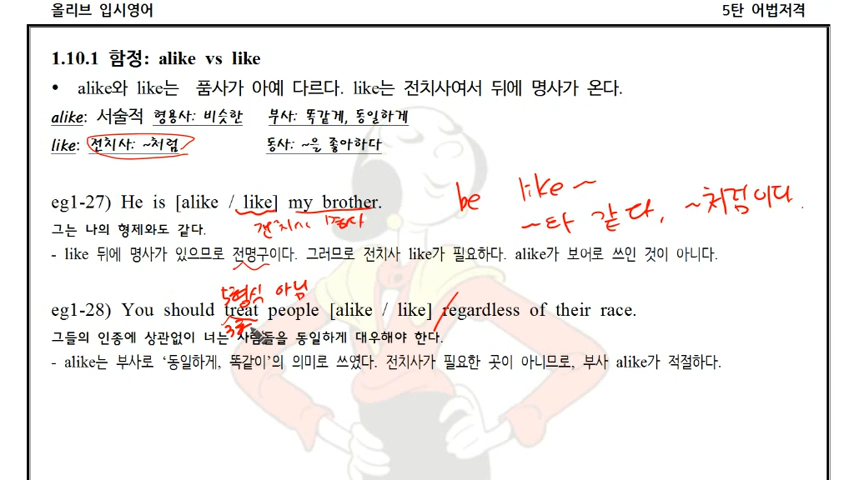 올리브 입시영어 5탄 어법저격
1.10.1 함정: alike vs like
• alike와 like는 품사가 아예 다르다. like는 전치사여서 뒤에 명사가 온다.
alike: 서술적 형용사: 비슷한 부사: 똑같게, 동일하게
like: 전치사: ~처럼 동사: ~을 좋아하다
eg1-27) He is [alike / like] my brother.
be like ~
전치사 명사
~와 같다, ~처럼이다
그는 나의 형제와도 같다.
- like 뒤에 명사가 있으므로 전명구이다. 그러므로 전치사 like가 필요하다. alike가 보어로 쓰인 것이 아니다.
5형식 아님
eg1-28) You should treat people [alike / like] regardless of their race.
3
그들의 인종에 상관없이 너는 사람들을 동일하게 대우해야 한다.
- alike는 부사로 '동일하게, 똑같이'의 의미로 쓰였다. 전치사가 필요한 곳이 아니므로, 부사 alike가 적절하다.